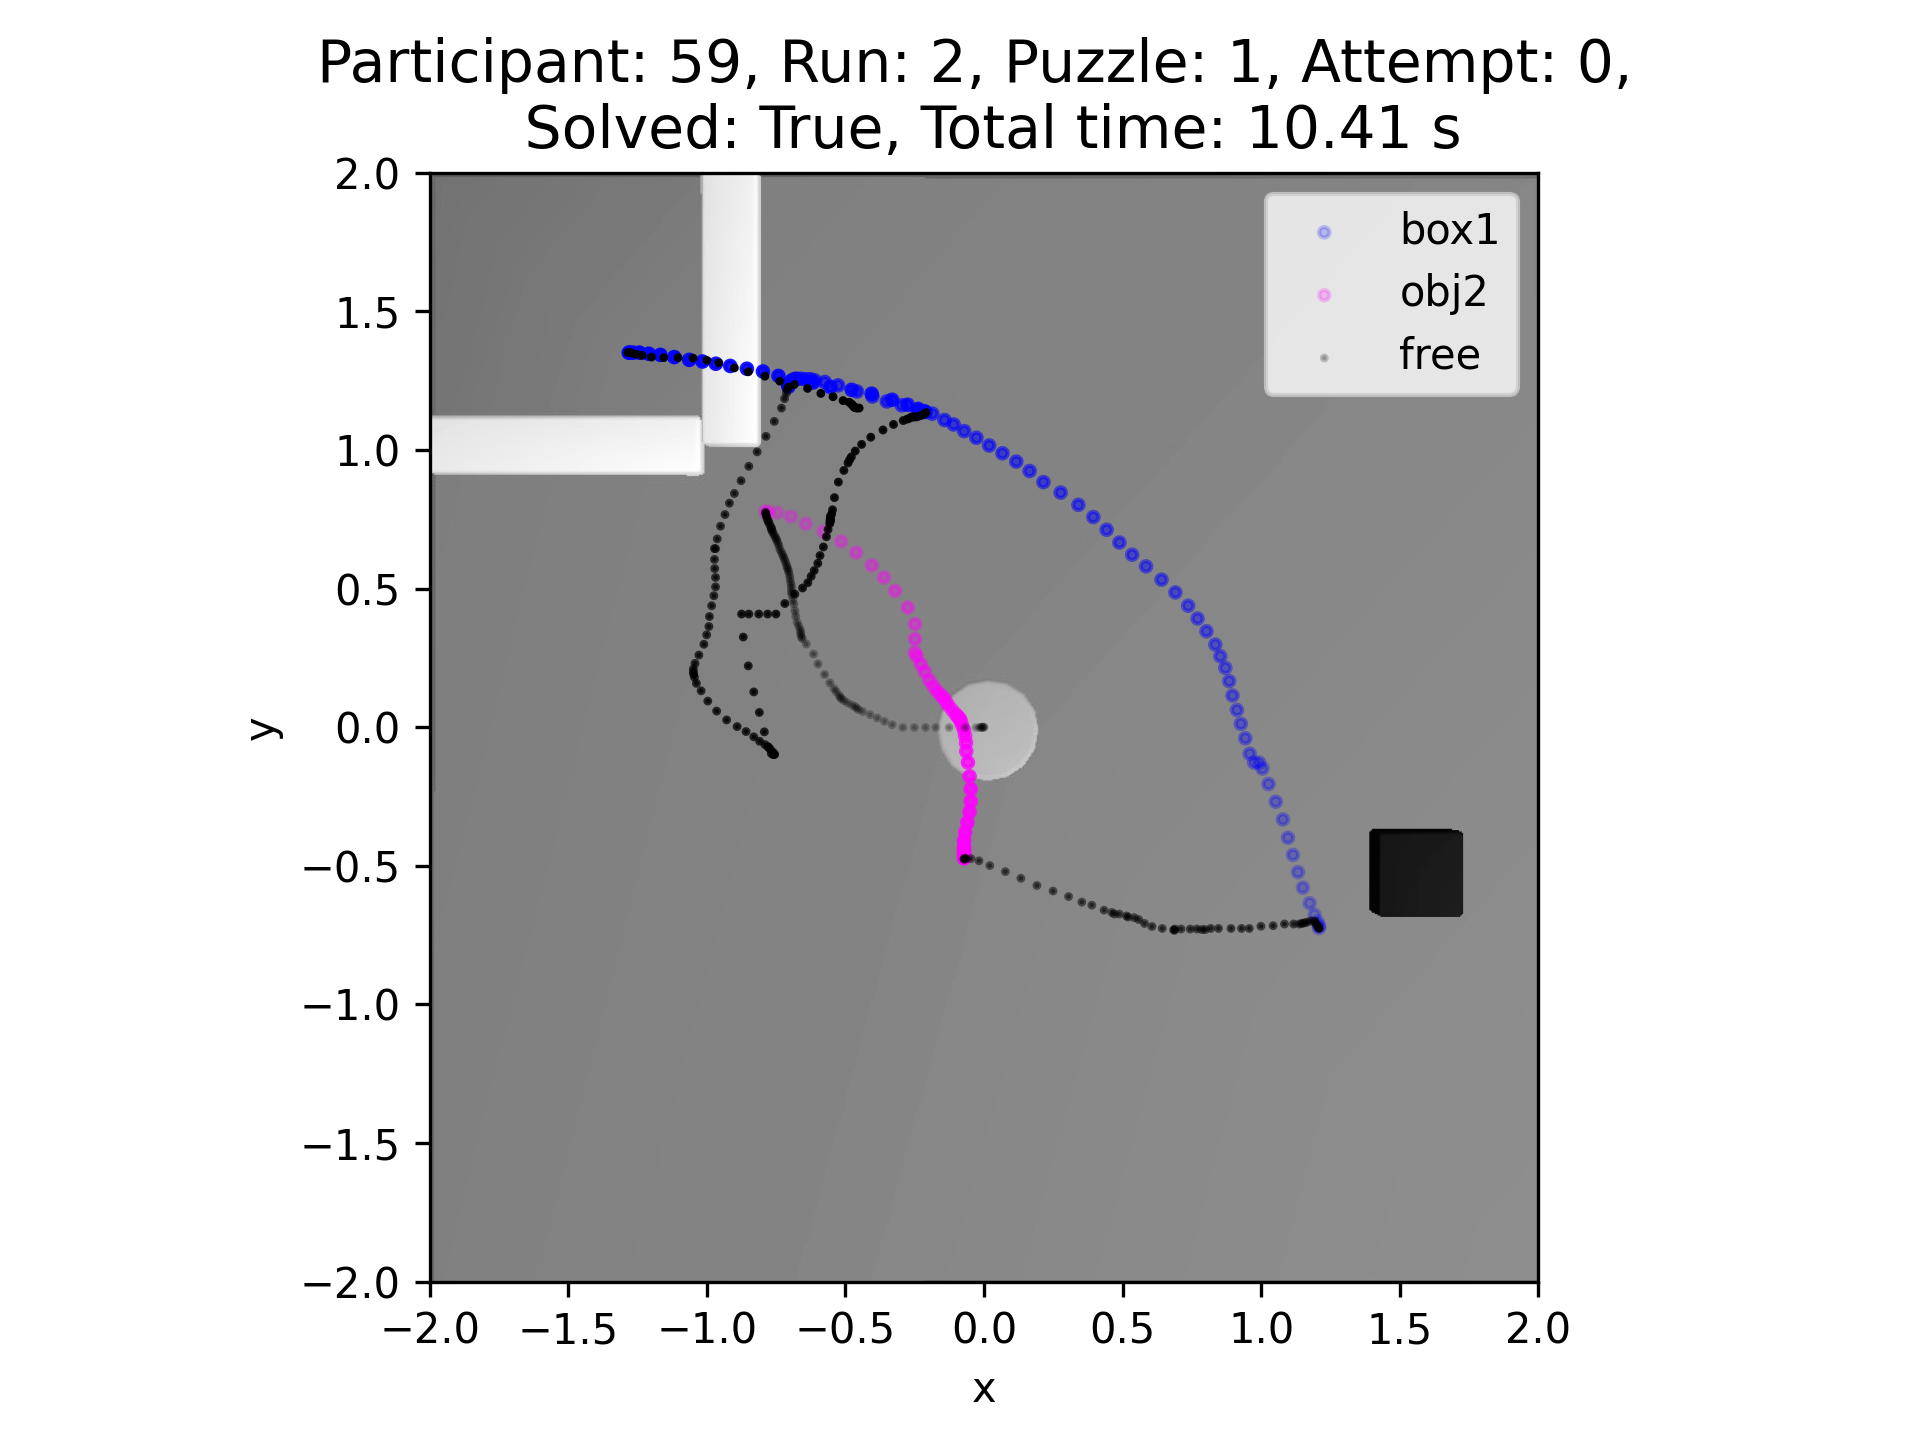 Participant: 59, Run: 2, Puzzle: 1, Attempt: 0,
Solved: True, Total time: 10.41 s
box1
obj2
free
2.0
1.5
1.0
0.5
0.0
−0.5
−1.0
−1.5
−2.0
y
−2.0 −1.5 −1.0 −0.5 0.0 0.5 1.0 1.5 2.0
x